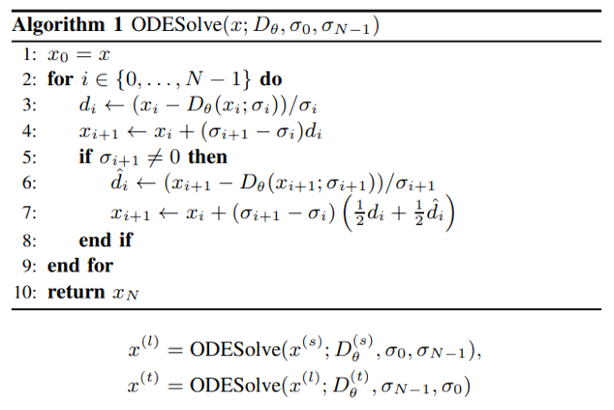 Algorithm 1 ODESolve(x; D_θ, σ_0, σ_{N−1})
1: x_0 = x
2: for i ∈ {0, . . . , N − 1} do
3: d_i ← (x_i − D_θ(x_i; σ_i))/σ_i
4: x_{i+1} ← x_i + (σ_{i+1} − σ_i)d_i
5: if σ_{i+1} ≠ 0 then
6: d̂_i ← (x_{i+1} − D_θ(x_{i+1}; σ_{i+1}))/σ_{i+1}
7: x_{i+1} ← x_i + (σ_{i+1} − σ_i) (½d_i + ½d̂_i)
8: end if
9: end for
10: return x_N
x^{(l)} = ODESolve(x^{(s)}; D_θ^{(s)}, σ_0, σ_{N−1}),
x^{(t)} = ODESolve(x^{(l)}; D_θ^{(t)}, σ_{N−1}, σ_0)